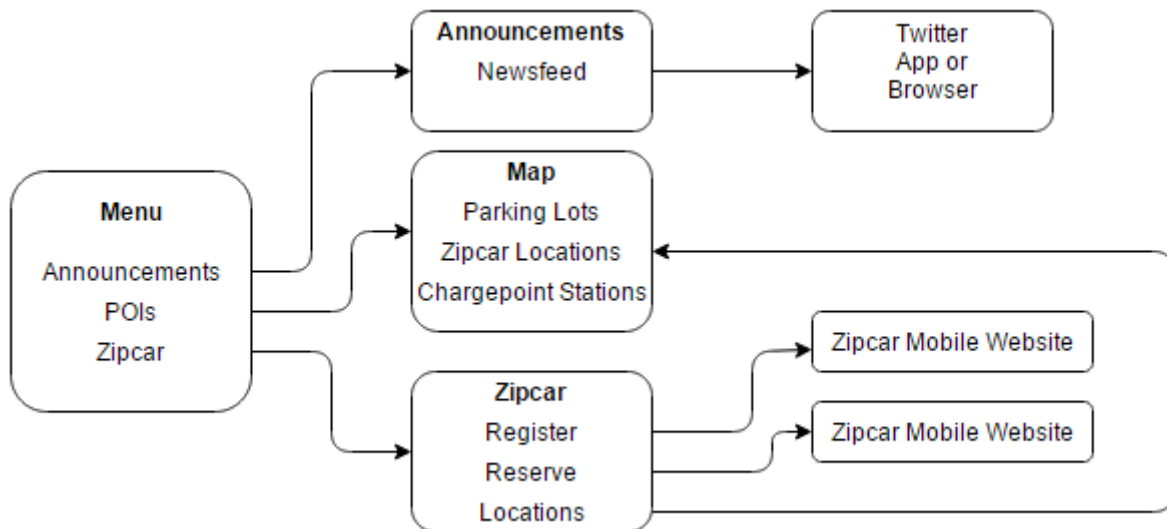 Menu
Announcements
POIs
Zipcar
Announcements
Newsfeed
Twitter
App or
Browser
Map
Parking Lots
Zipcar Locations
Chargepoint Stations
Zipcar
Register
Reserve
Locations
Zipcar Mobile Website
Zipcar Mobile Website